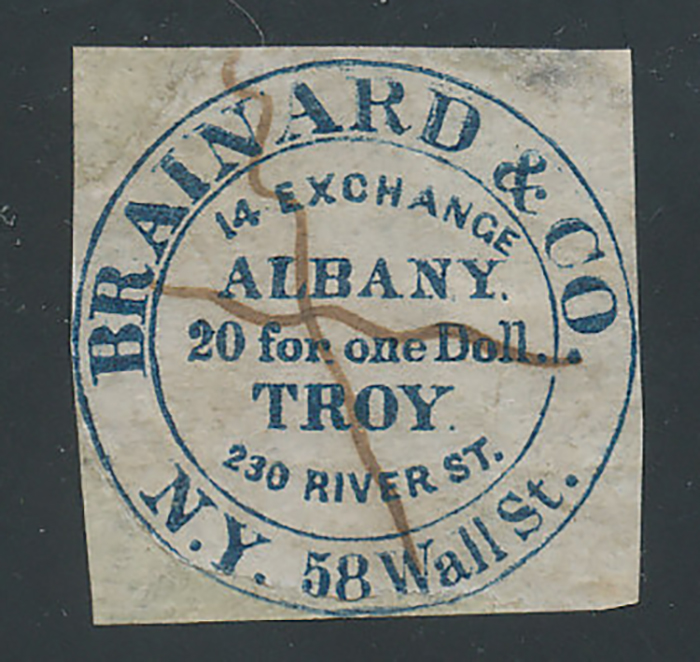 BRAINARD & CO
14 EXCHANGE
ALBANY.
20 for one Doll...
TROY.
230 RIVER ST.
N.Y. 58 Wall St.